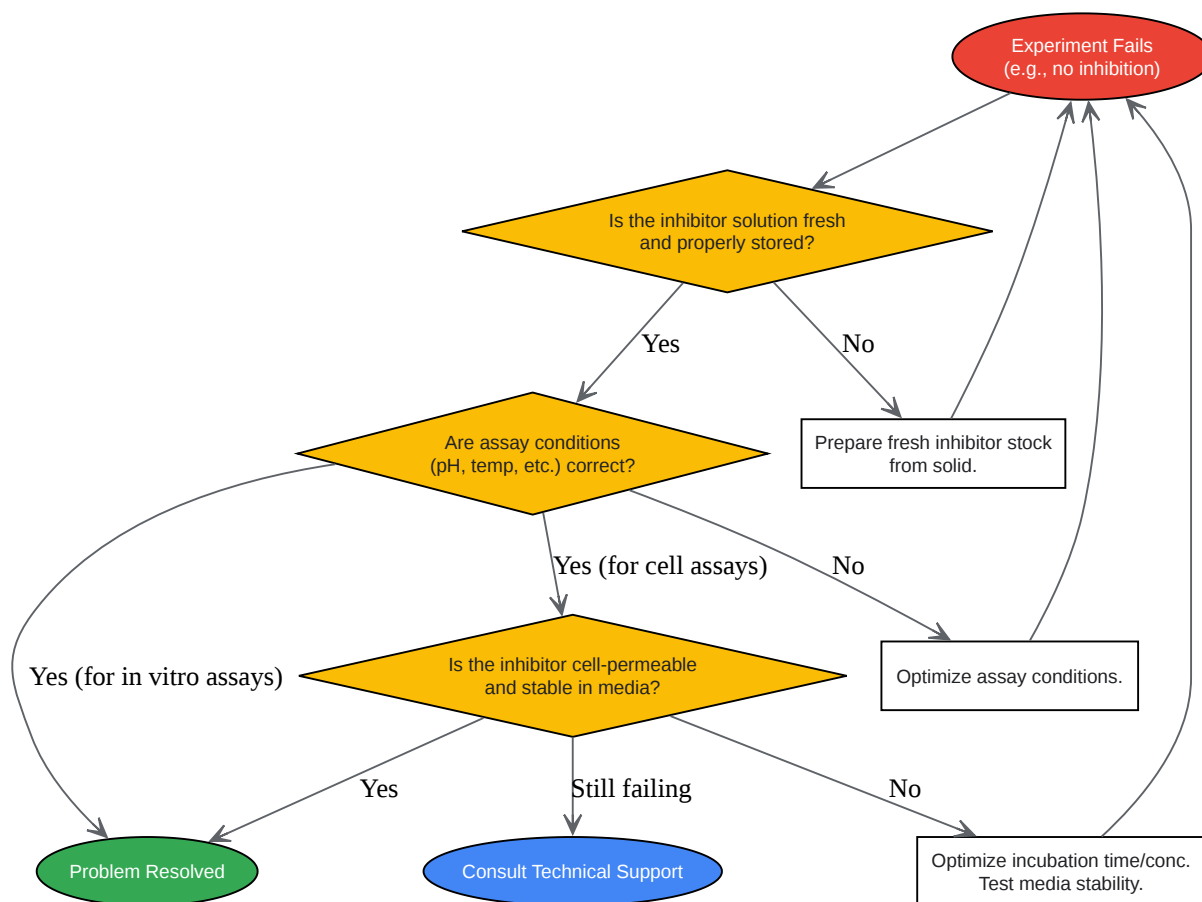 Experiment Fails
(e.g., no inhibition)
Is the inhibitor solution fresh
and properly stored?
Yes
No
Are assay conditions
(pH, temp, etc.) correct?
Prepare fresh inhibitor stock
from solid.
Yes (for cell assays)
No
Yes (for in vitro assays)
Is the inhibitor cell-permeable
and stable in media?
Optimize assay conditions.
Yes
Still failing
No
Problem Resolved
Consult Technical Support
Optimize incubation time/conc.
Test media stability.